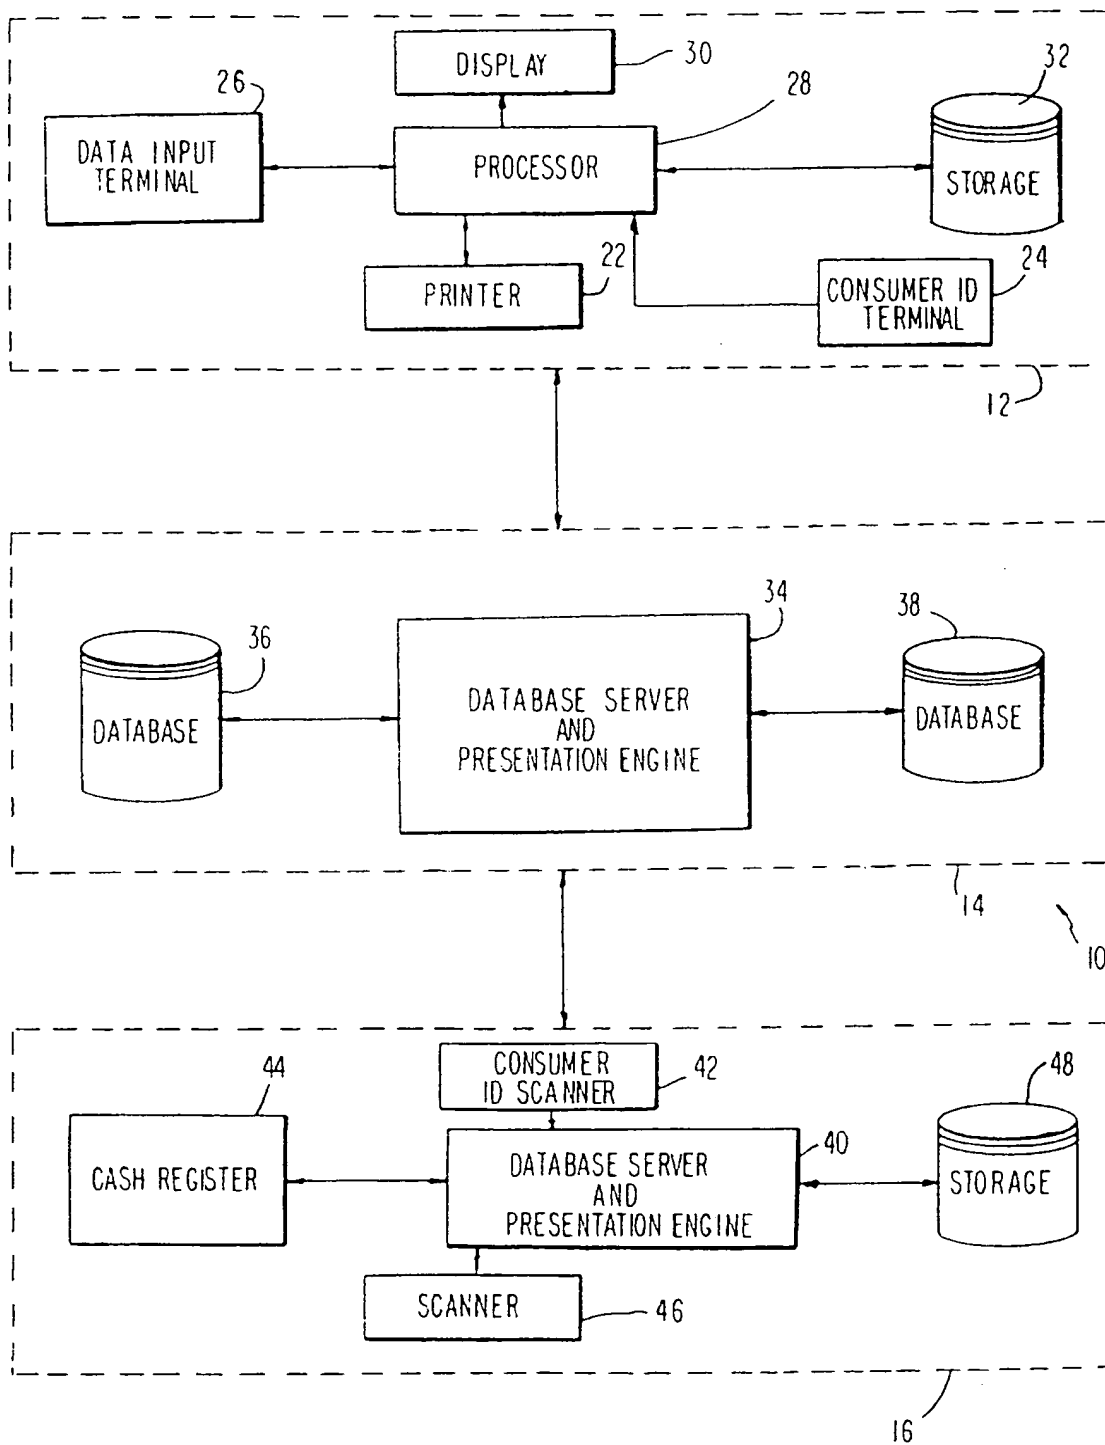 DISPLAY
30
26
28
32
DATA INPUT
TERMINAL
PROCESSOR
STORAGE
22
24
PRINTER
CONSUMER ID
TERMINAL
12
34
38
36
DATABASE
DATABASE SERVER
AND
PRESENTATION ENGINE
DATABASE
14
10
44
CONSUMER
ID SCANNER
42
48
40
CASH REGISTER
DATABASE SERVER
AND
PRESENTATION ENGINE
STORAGE
SCANNER
46
16